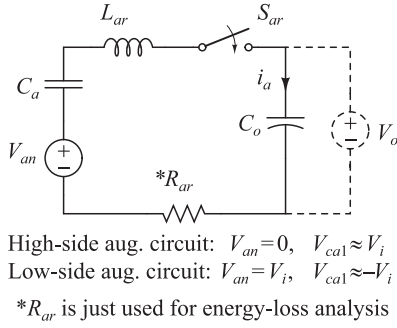 L_ar
S_ar
C_a
i_a
C_o
V_an
V_o
*R_ar
High-side aug. circuit: V_an=0, V_ca1≈V_i
Low-side aug. circuit: V_an=V_i, V_ca1≈-V_i
*R_ar is just used for energy-loss analysis